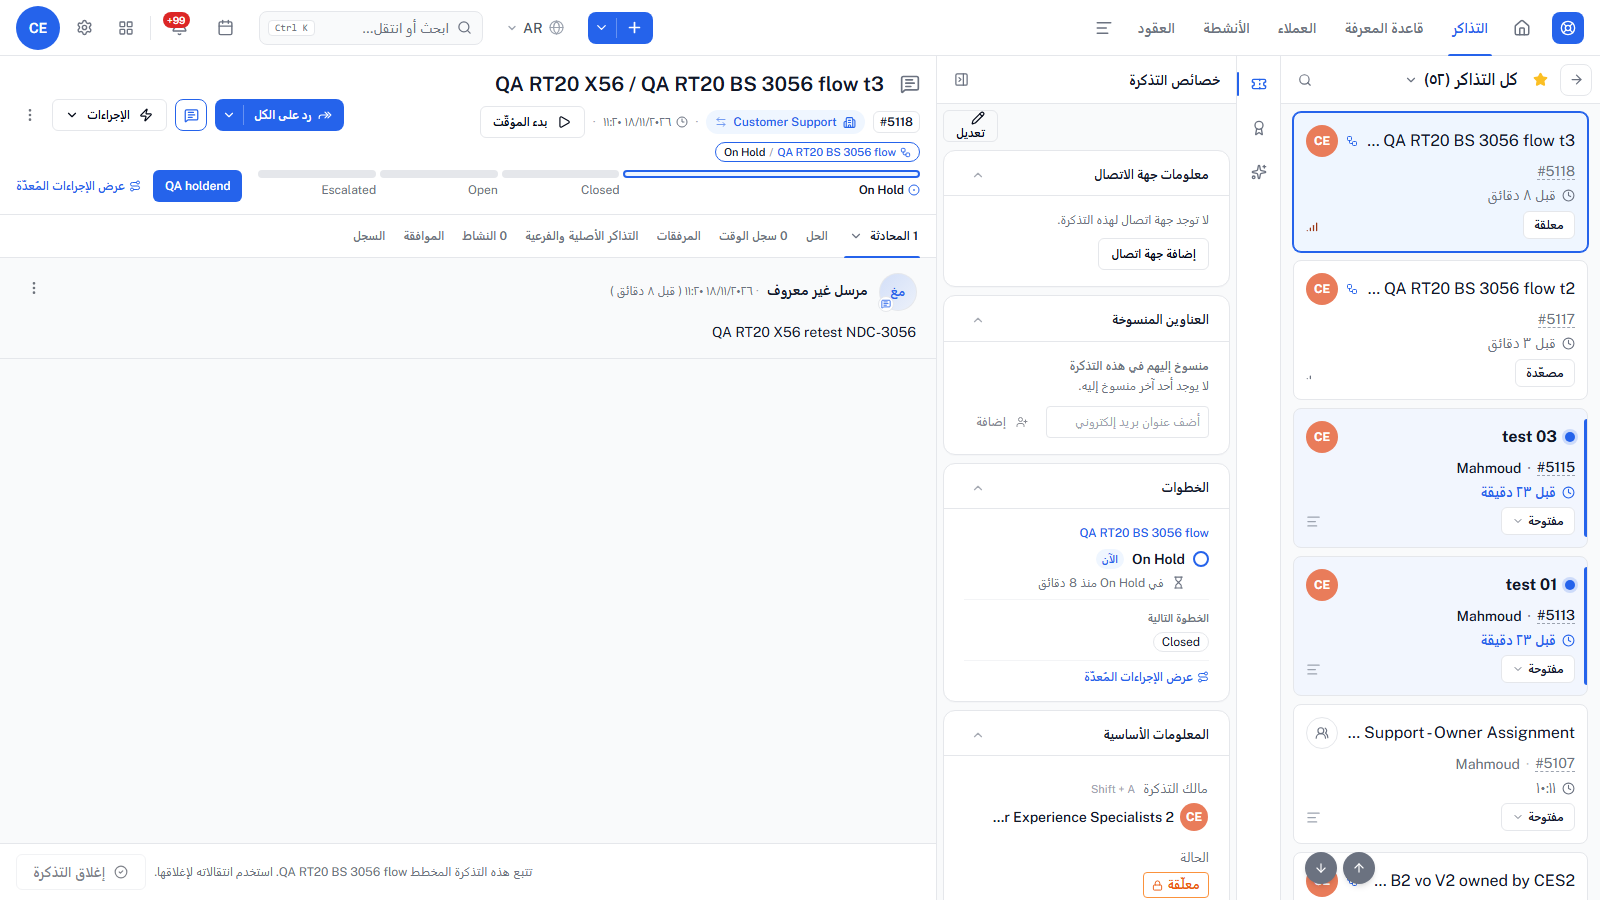 التذاكر
قاعدة المعرفة
العملاء
الأنشطة
العقود
AR
ابحث أو انتقل...
Ctrl K
+99
CE
كل التذاكر (٥٢)
QA RT20 BS 3056 flow t3 ...
CE
#5118
قبل ٨ دقائق
معلقة
QA RT20 BS 3056 flow t2 ...
CE
#5117
قبل ٣ دقائق
مصعّدة
test 03
CE
#5115 · Mahmoud
قبل ٢٣ دقيقة
مفتوحة
test 01
CE
#5113 · Mahmoud
قبل ٢٣ دقيقة
مفتوحة
Support - Owner Assignment ...
#5107 · Mahmoud
١٠:١١
مفتوحة
B2 vo V2 owned by CES2 ...
خصائص التذكرة
تعديل
معلومات جهة الاتصال
لا توجد جهة اتصال لهذه التذكرة.
إضافة جهة اتصال
العناوين المنسوخة
منسوخ إليهم في هذه التذكرة
لا يوجد أحد آخر منسوخ إليه.
أضف عنوان بريد إلكتروني
إضافة
الخطوات
QA RT20 BS 3056 flow
On Hold
الآن
في On Hold منذ 8 دقائق
الخطوة التالية
Closed
عرض الإجراءات المُعدّة
المعلومات الأساسية
مالك التذكرة
Shift + A
CE
...r Experience Specialists 2
الحالة
معلّقة
QA RT20 X56 / QA RT20 BS 3056 flow t3
#5118
Customer Support
· ١٨/١١/٢٠٢٦ ١١:٢٠ ·
بدء المؤقّت
رد على الكل
الإجراءات
QA RT20 BS 3056 flow / On Hold
On Hold
Closed
Open
Escalated
QA holdend
عرض الإجراءات المُعدّة
1 المحادثة
الحل
0 سجل الوقت
المرفقات
التذاكر الأصلية والفرعية
0 النشاط
الموافقة
السجل
مغ
مرسل غير معروف
· ١٨/١١/٢٠٢٦ ١١:٢٠ ( قبل ٨ دقائق )
QA RT20 X56 retest NDC-3056
تتبع هذه التذكرة المخطط QA RT20 BS 3056 flow. استخدم انتقالاته لإغلاقها.
إغلاق التذكرة